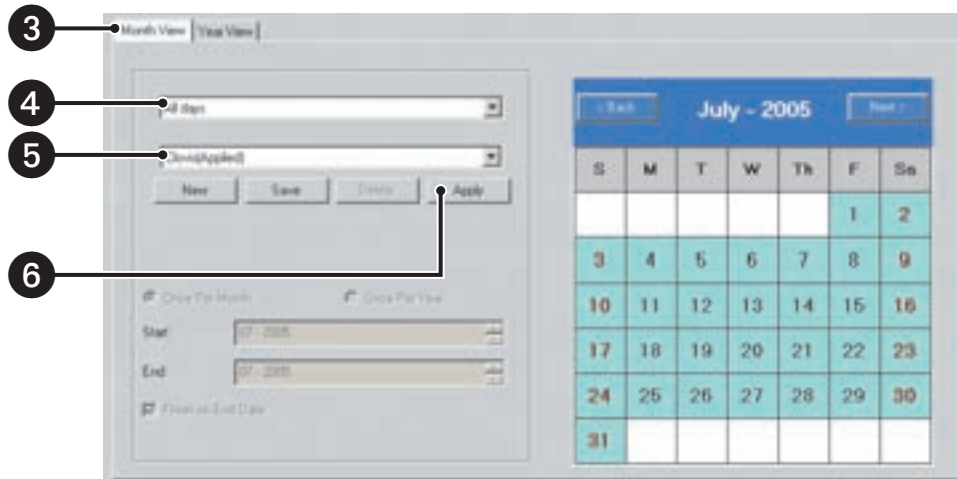 3 Month View Year View
4 All days
5 (Applied)
New Save Delete Apply
6
Once Per Month Once Per Year
Start 07 - 2005
End 07 - 2005
End Date
< Back July - 2005 Next >
S M T W Th F Sa
1 2
3 4 5 6 7 8 9
10 11 12 13 14 15 16
17 18 19 20 21 22 23
24 25 26 27 28 29 30
31